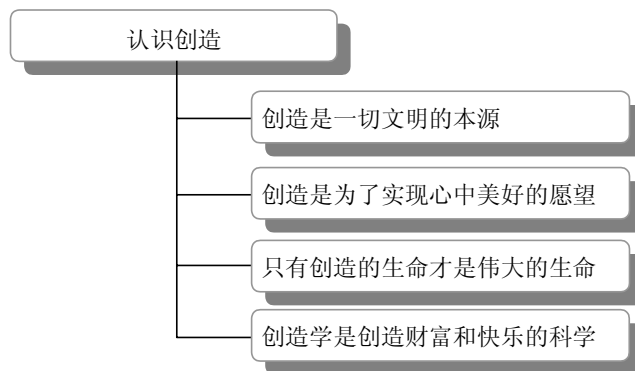 认识创造
创造是一切文明的本源
创造是为了实现心中美好的愿望
只有创造的生命才是伟大的生命
创造学是创造财富和快乐的科学